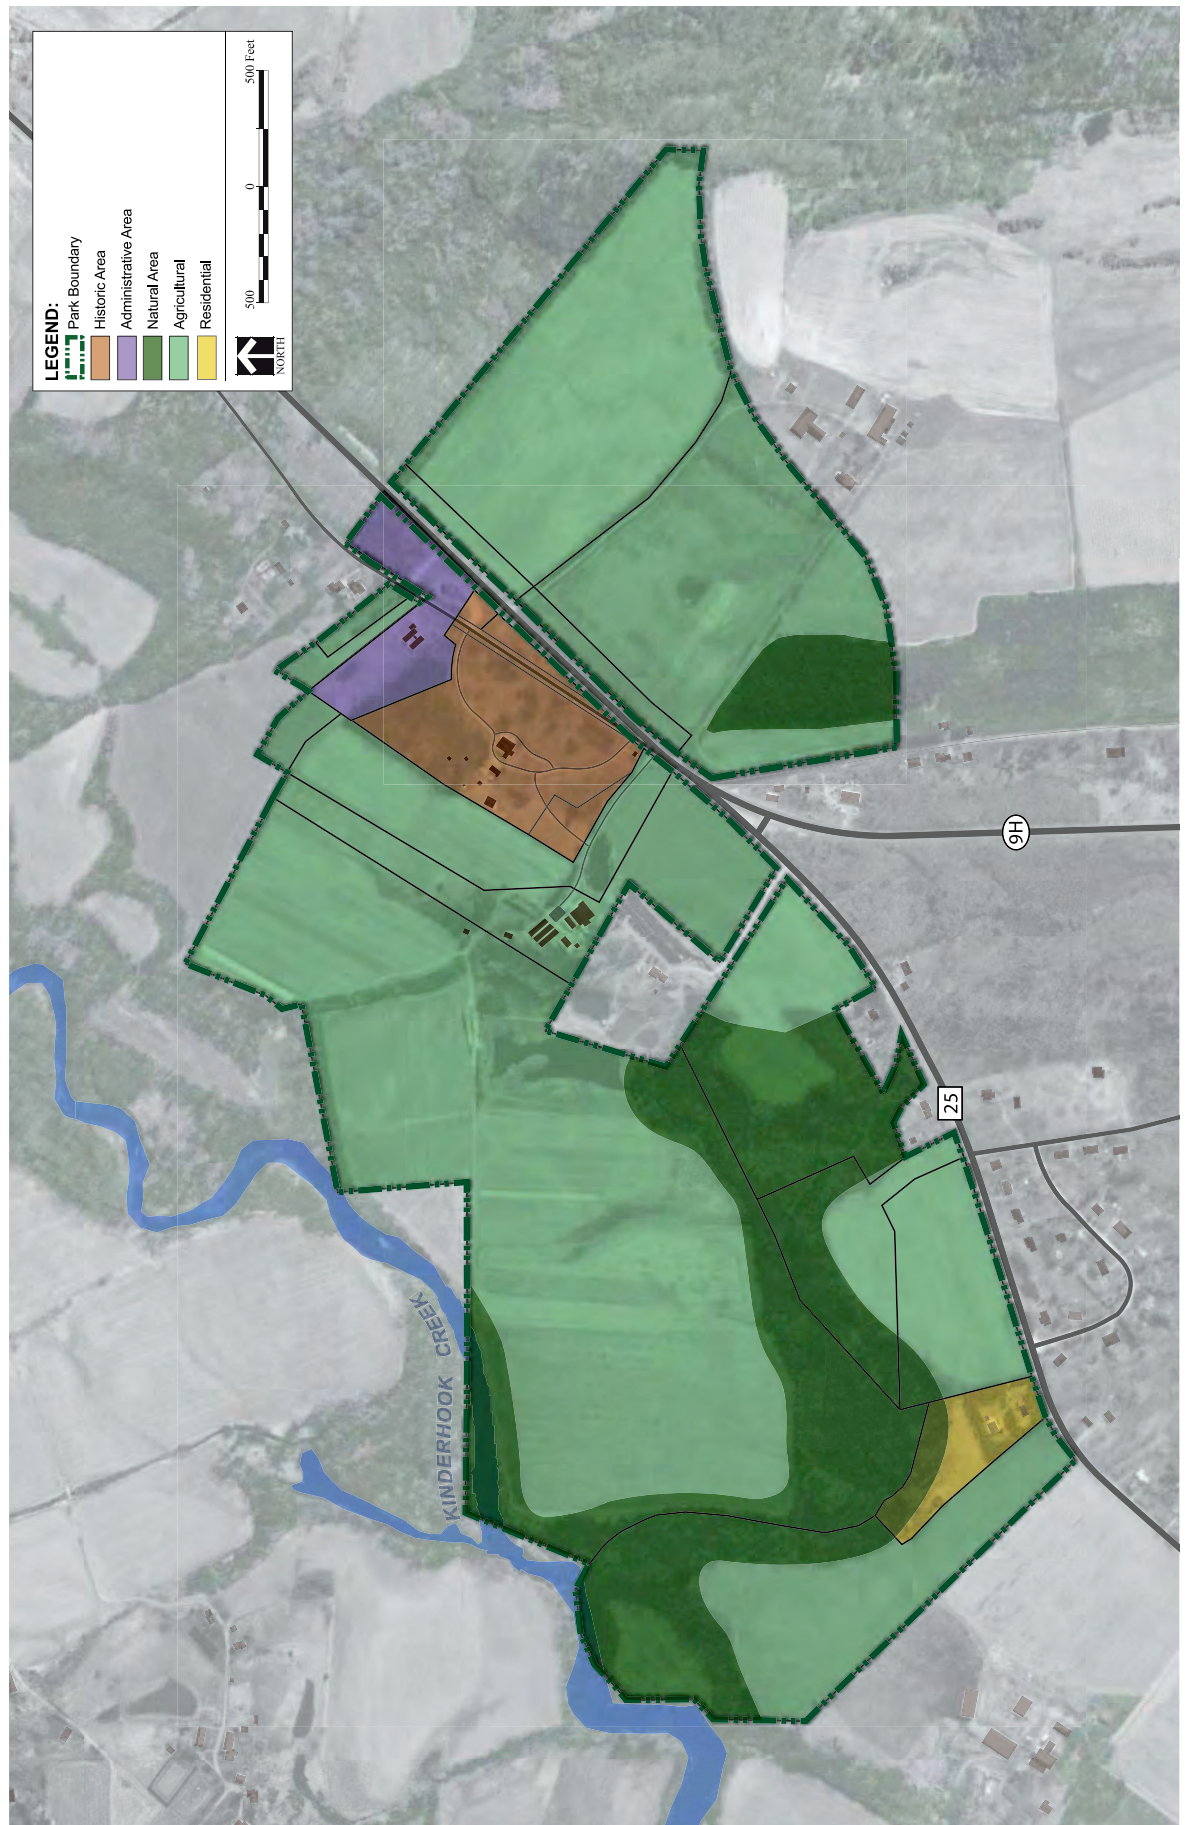 LEGEND:
Park Boundary
Historic Area
Administrative Area
Natural Area
Agricultural
Residential
NORTH
500 0 500 Feet
KINDERHOOK CREEK
9H
25